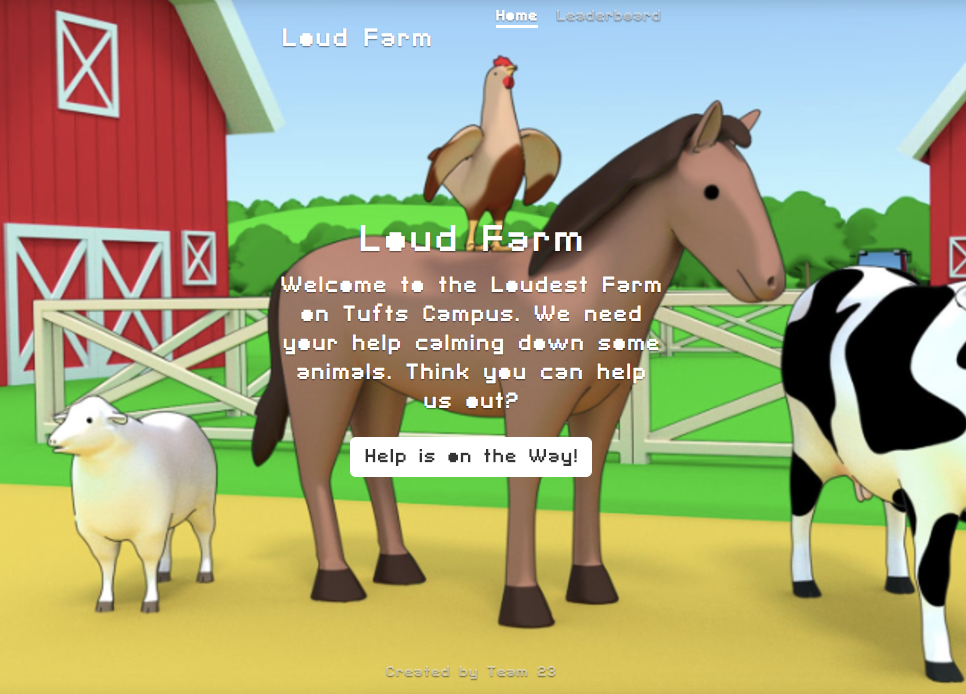 Home Leaderboard
Loud Farm
Loud Farm
Welcome to the Loudest Farm
on Tufts Campus. We need
your help calming down some
animals. Think you can help
us out?
Help is on the Way!
Created by Team 23